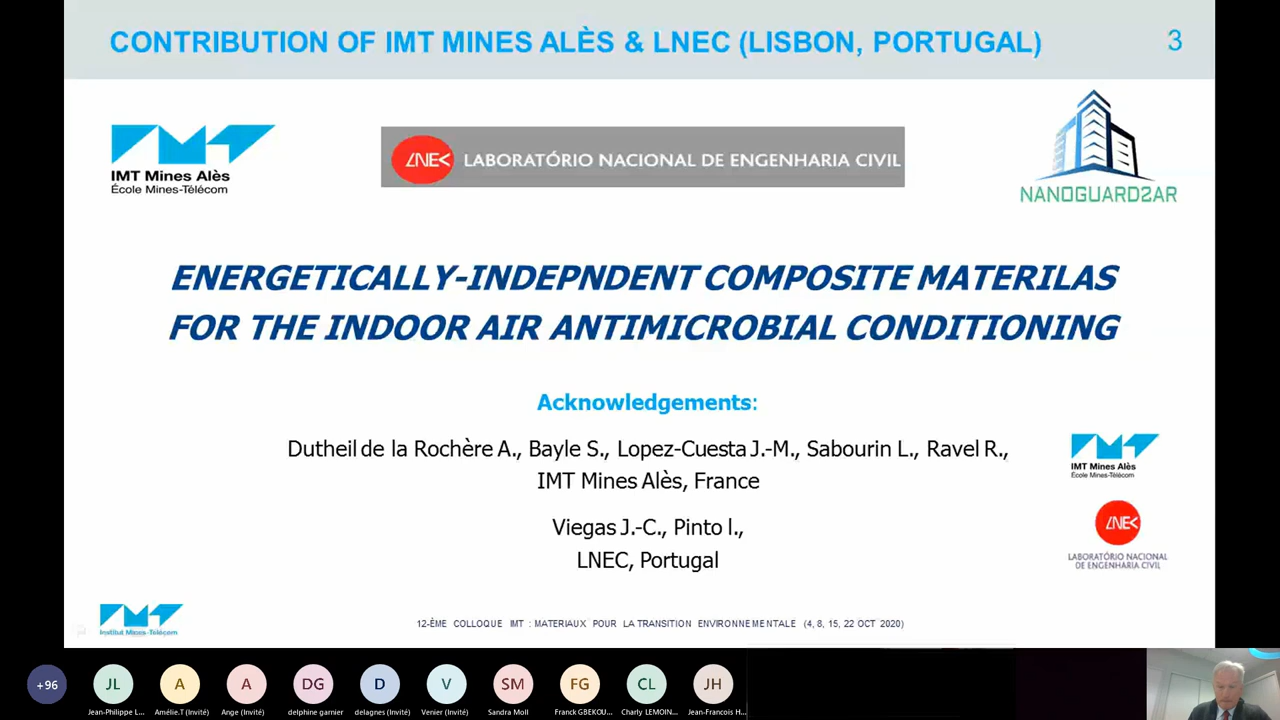 CONTRIBUTION OF IMT MINES ALÈS & LNEC (LISBON, PORTUGAL)
3
IMT Mines Alès
École Mines-Télécom
LNEC LABORATÓRIO NACIONAL DE ENGENHARIA CIVIL
NANOGUARD2AR
ENERGETICALLY-INDEPNDENT COMPOSITE MATERILAS
FOR THE INDOOR AIR ANTIMICROBIAL CONDITIONING
Acknowledgements:
Dutheil de la Rochère A., Bayle S., Lopez-Cuesta J.-M., Sabourin L., Ravel R.,
IMT Mines Alès, France
IMT Mines Alès
École Mines-Télécom
Viegas J.-C., Pinto I.,
LNEC, Portugal
LNEC
LABORATÓRIO NACIONAL
DE ENGENHARIA CIVIL
Institut Mines-Télécom
12-ÈME COLLOQUE IMT : MATERIAUX POUR LA TRANSITION ENVIRONNEMENTALE (4, 8, 15, 22 OCT 2020)
+96
JL
A
A
DG
D
V
SM
FG
CL
JH
Jean-Philippe L...
Amélie.T (Invité)
Ange (Invité)
delphine garnier
delagnes (Invité)
Venier (Invité)
Sandra Moll
Franck GBEKOU...
Charly LEMOIN...
Jean-Francois H...